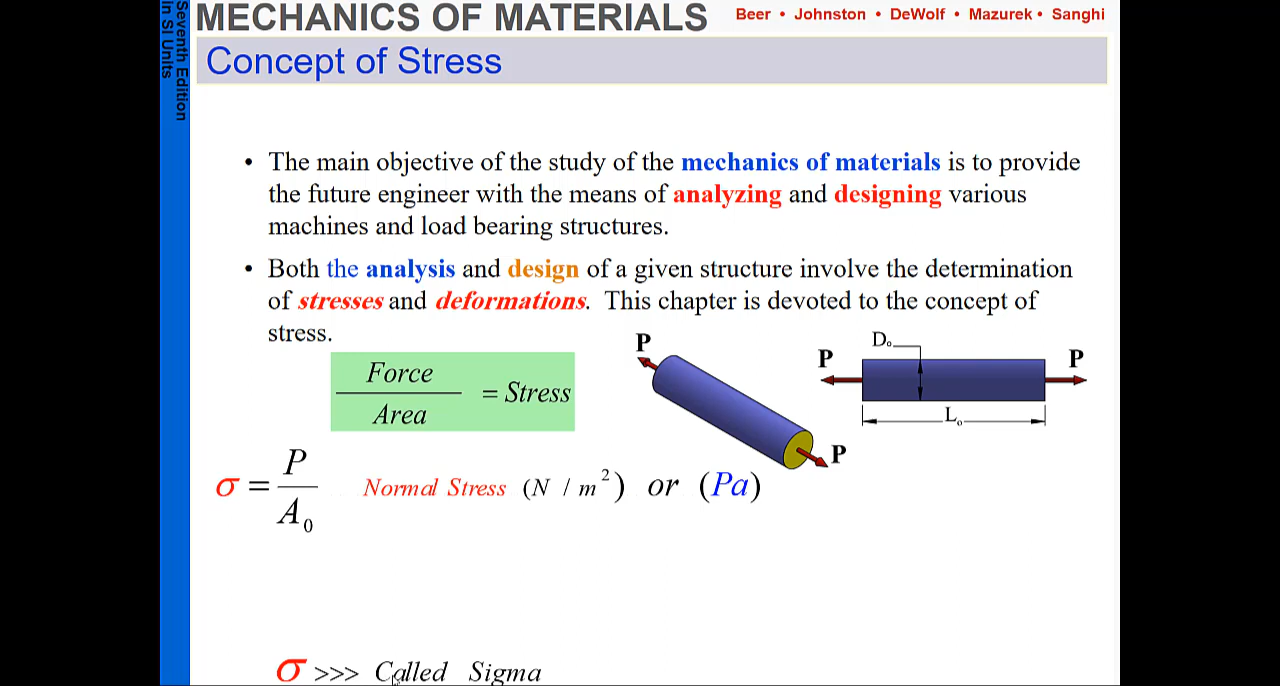 MECHANICS OF MATERIALS
Beer • Johnston • DeWolf • Mazurek • Sanghi
Seventh Edition
in SI Units
Concept of Stress
• The main objective of the study of the mechanics of materials is to provide
the future engineer with the means of analyzing and designing various
machines and load bearing structures.
• Both the analysis and design of a given structure involve the determination
of stresses and deformations. This chapter is devoted to the concept of
stress.
Force
Area
= Stress
P
P
P
P
D₀
L₀
σ = P / A₀
Normal Stress (N / m²) or (Pa)
σ >>> Called Sigma